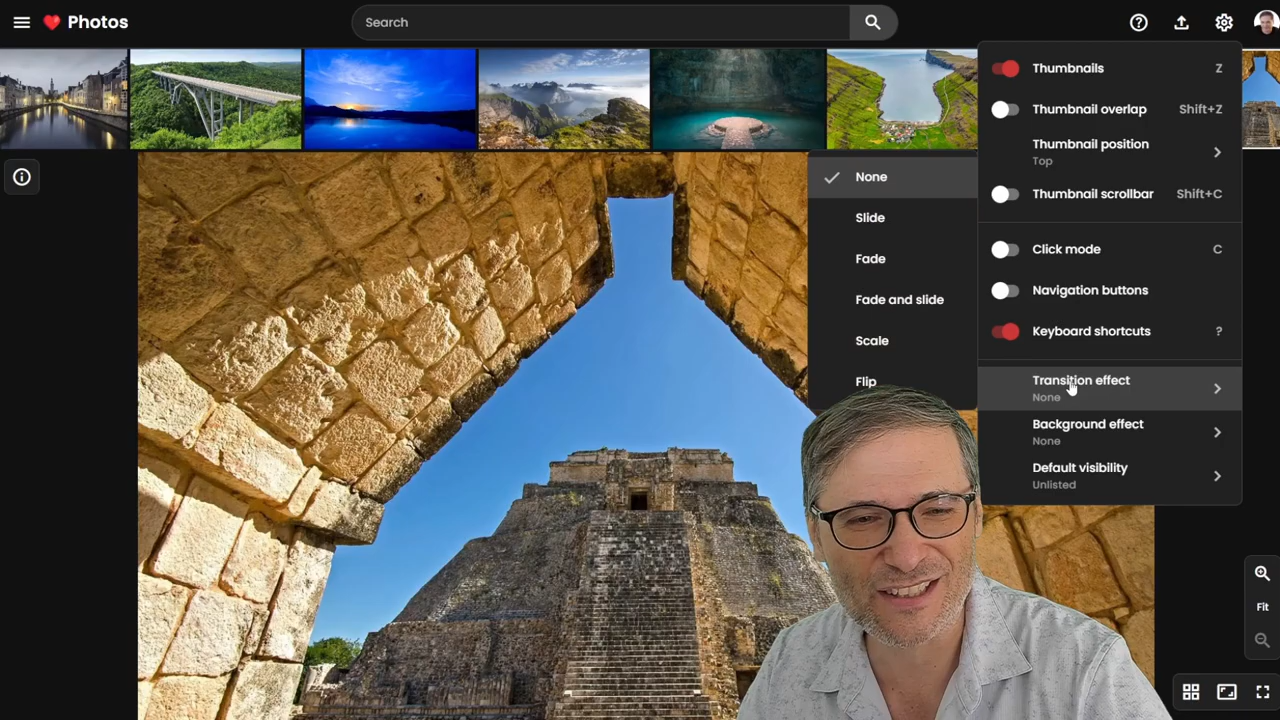 Photos
Search
Thumbnails Z
Thumbnail overlap Shift+Z
Thumbnail position
Top
Thumbnail scrollbar Shift+C
Click mode C
Navigation buttons
Keyboard shortcuts ?
Transition effect
None
Background effect
None
Default visibility
Unlisted
None
Slide
Fade
Fade and slide
Scale
Flip
Fit